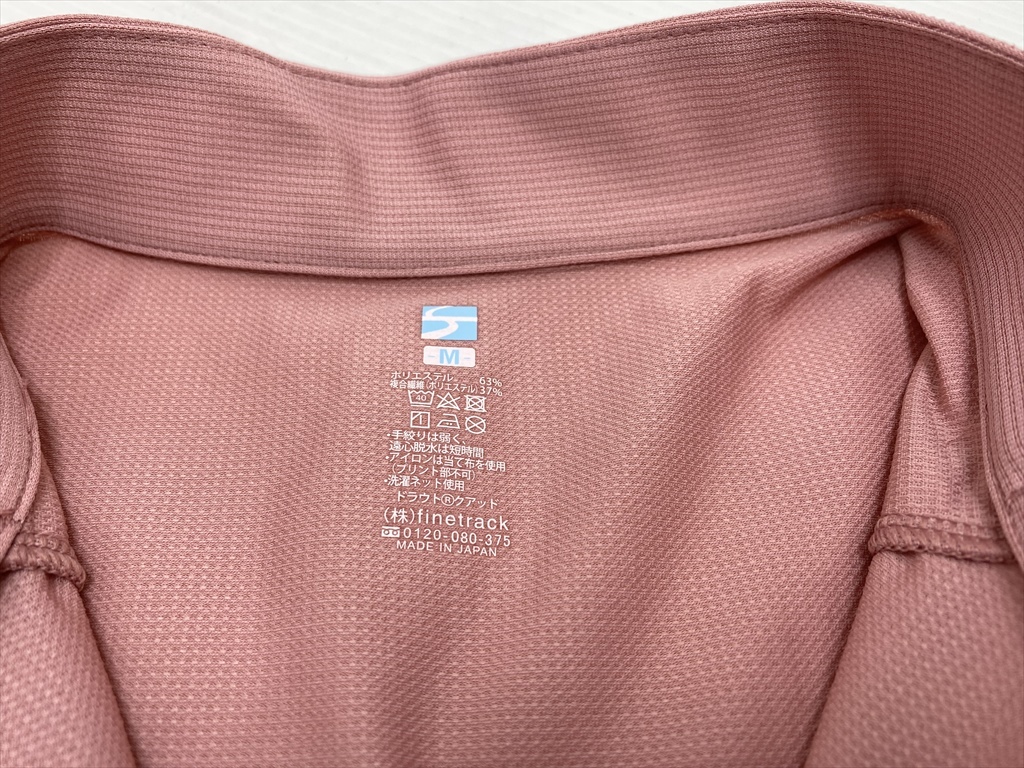 M
ポリエステル 63%
複合繊維(ポリエステル)37%
40
・手絞りは弱く
遠心脱水は短時間
・アイロンは当て布を使用
(プリント部不可)
・洗濯ネット使用
ドラウト®クアット
(株)finetrack
0120-080-375
MADE IN JAPAN